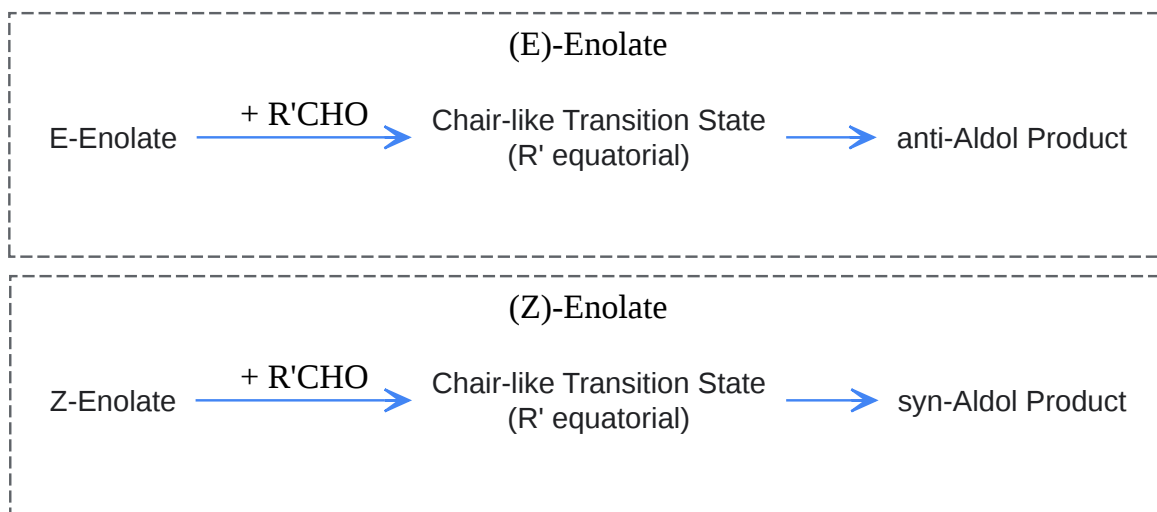 (E)-Enolate
E-Enolate
+ R'CHO
Chair-like Transition State
(R' equatorial)
anti-Aldol Product
(Z)-Enolate
Z-Enolate
+ R'CHO
Chair-like Transition State
(R' equatorial)
syn-Aldol Product